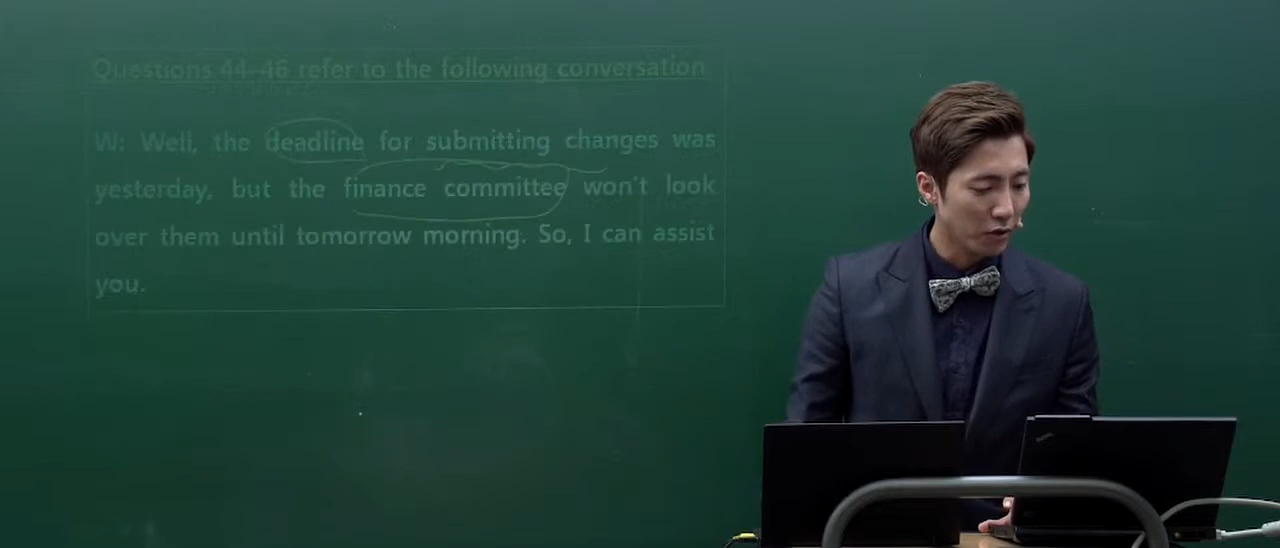 Questions 44-46 refer to the following conversation
W: Well, the deadline for submitting changes was
yesterday, but the finance committee won't look
over them until tomorrow morning. So, I can assist
you.